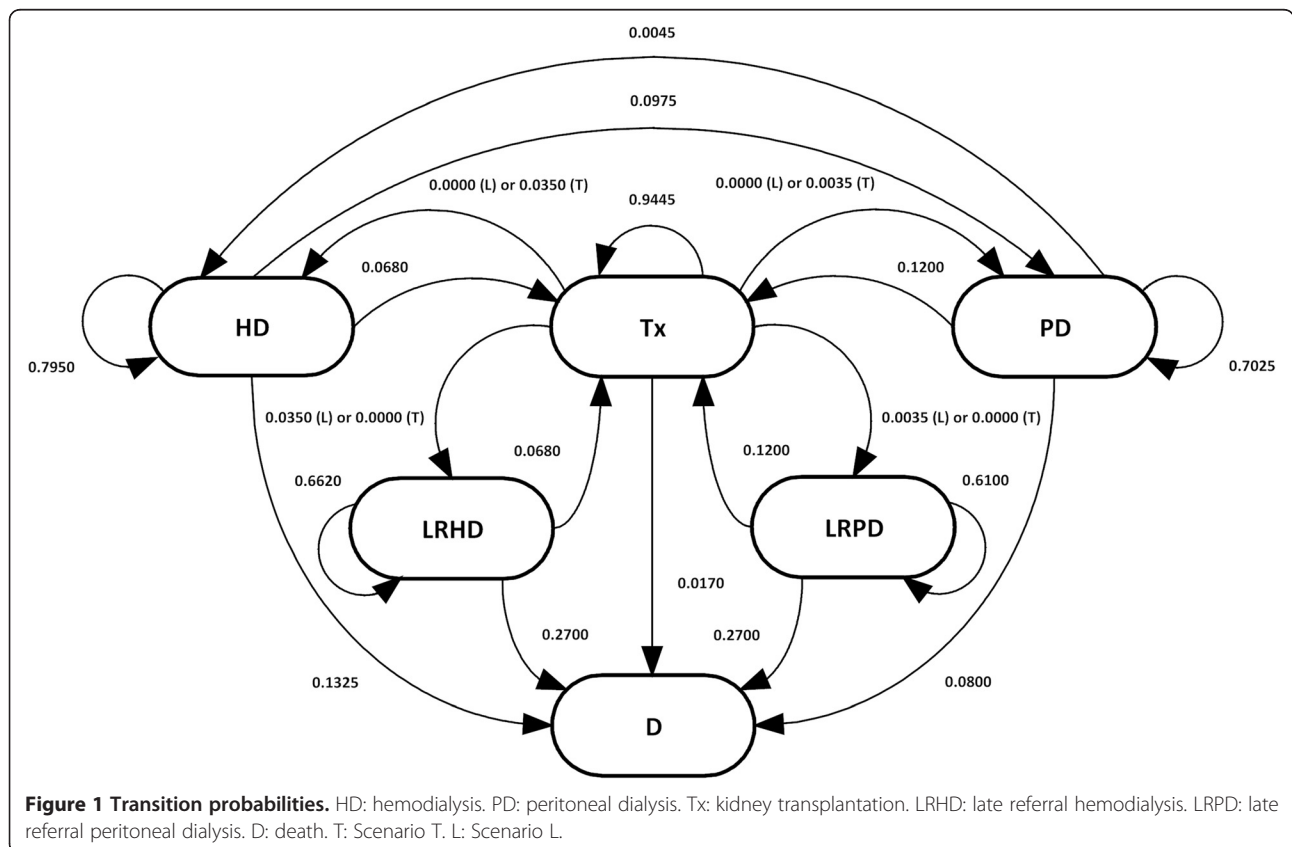 0.0045
0.0975
0.0000 (L) or 0.0350 (T)
0.9445
0.0000 (L) or 0.0035 (T)
0.0680
0.1200
HD
Tx
PD
0.7950
0.7025
0.0350 (L) or 0.0000 (T)
0.0680
0.1200
0.0035 (L) or 0.0000 (T)
0.6620
0.6100
LRHD
LRPD
0.0170
0.2700
0.2700
0.1325
0.0800
D
Figure 1 Transition probabilities. HD: hemodialysis. PD: peritoneal dialysis. Tx: kidney transplantation. LRHD: late referral hemodialysis. LRPD: late
referral peritoneal dialysis. D: death. T: Scenario T. L: Scenario L.